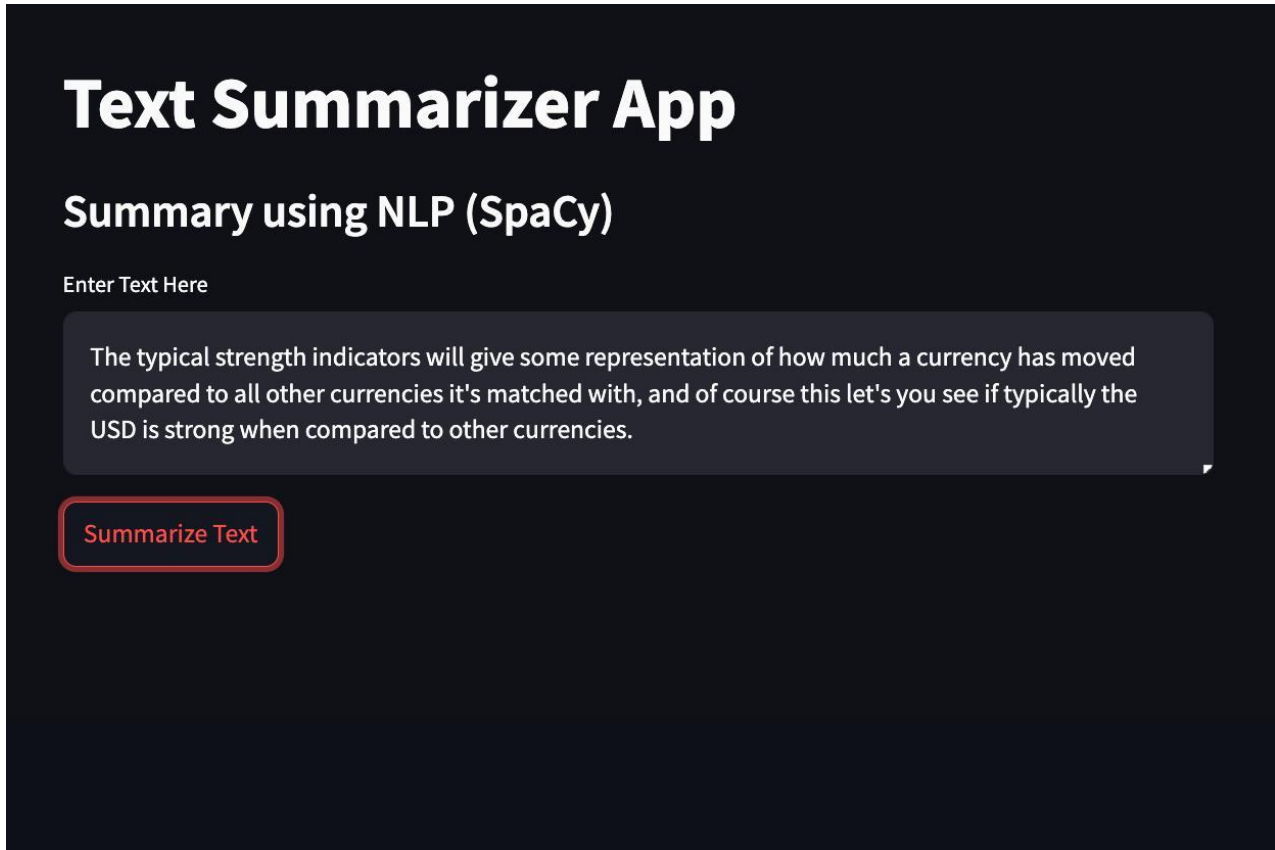 Text Summarizer App
Summary using NLP (SpaCy)
Enter Text Here
The typical strength indicators will give some representation of how much a currency has moved
compared to all other currencies it's matched with, and of course this let's you see if typically the
USD is strong when compared to other currencies.
Summarize Text